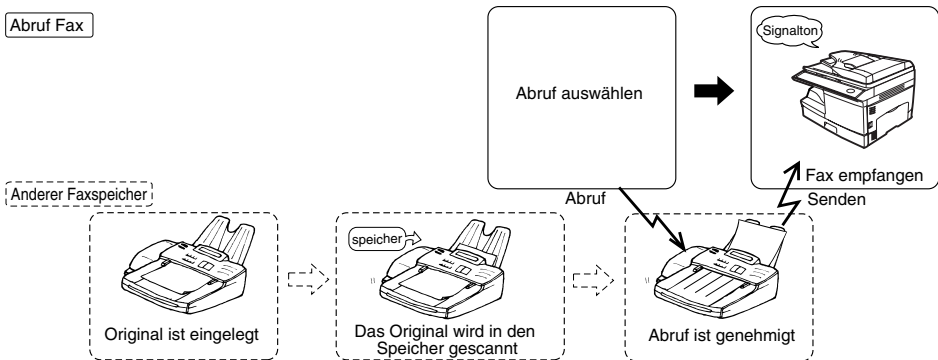 Abruf Fax
Signalton
Abruf auswählen
Fax empfangen
Anderer Faxspeicher
Abruf
Senden
speicher
Original ist eingelegt
Das Original wird in den
Speicher gescannt
Abruf ist genehmigt